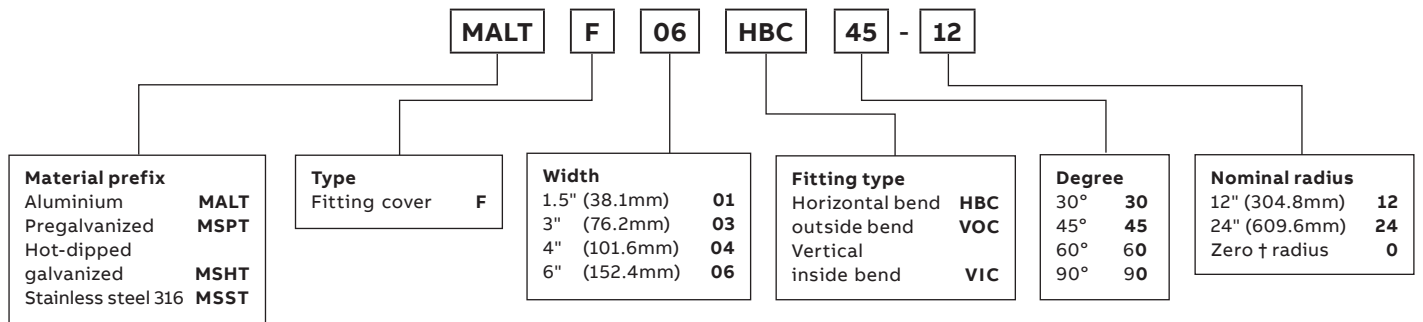 MALT F 06 HBC 45 - 12
Material prefix
Aluminium MALT
Pregalvanized MSPT
Hot-dipped
galvanized MSHT
Stainless steel 316 MSST
Type
Fitting cover F
Width
1.5" (38.1mm) 01
3" (76.2mm) 03
4" (101.6mm) 04
6" (152.4mm) 06
Fitting type
Horizontal bend HBC
outside bend VOC
Vertical
inside bend VIC
Degree
30° 30
45° 45
60° 60
90° 90
Nominal radius
12" (304.8mm) 12
24" (609.6mm) 24
Zero † radius 0